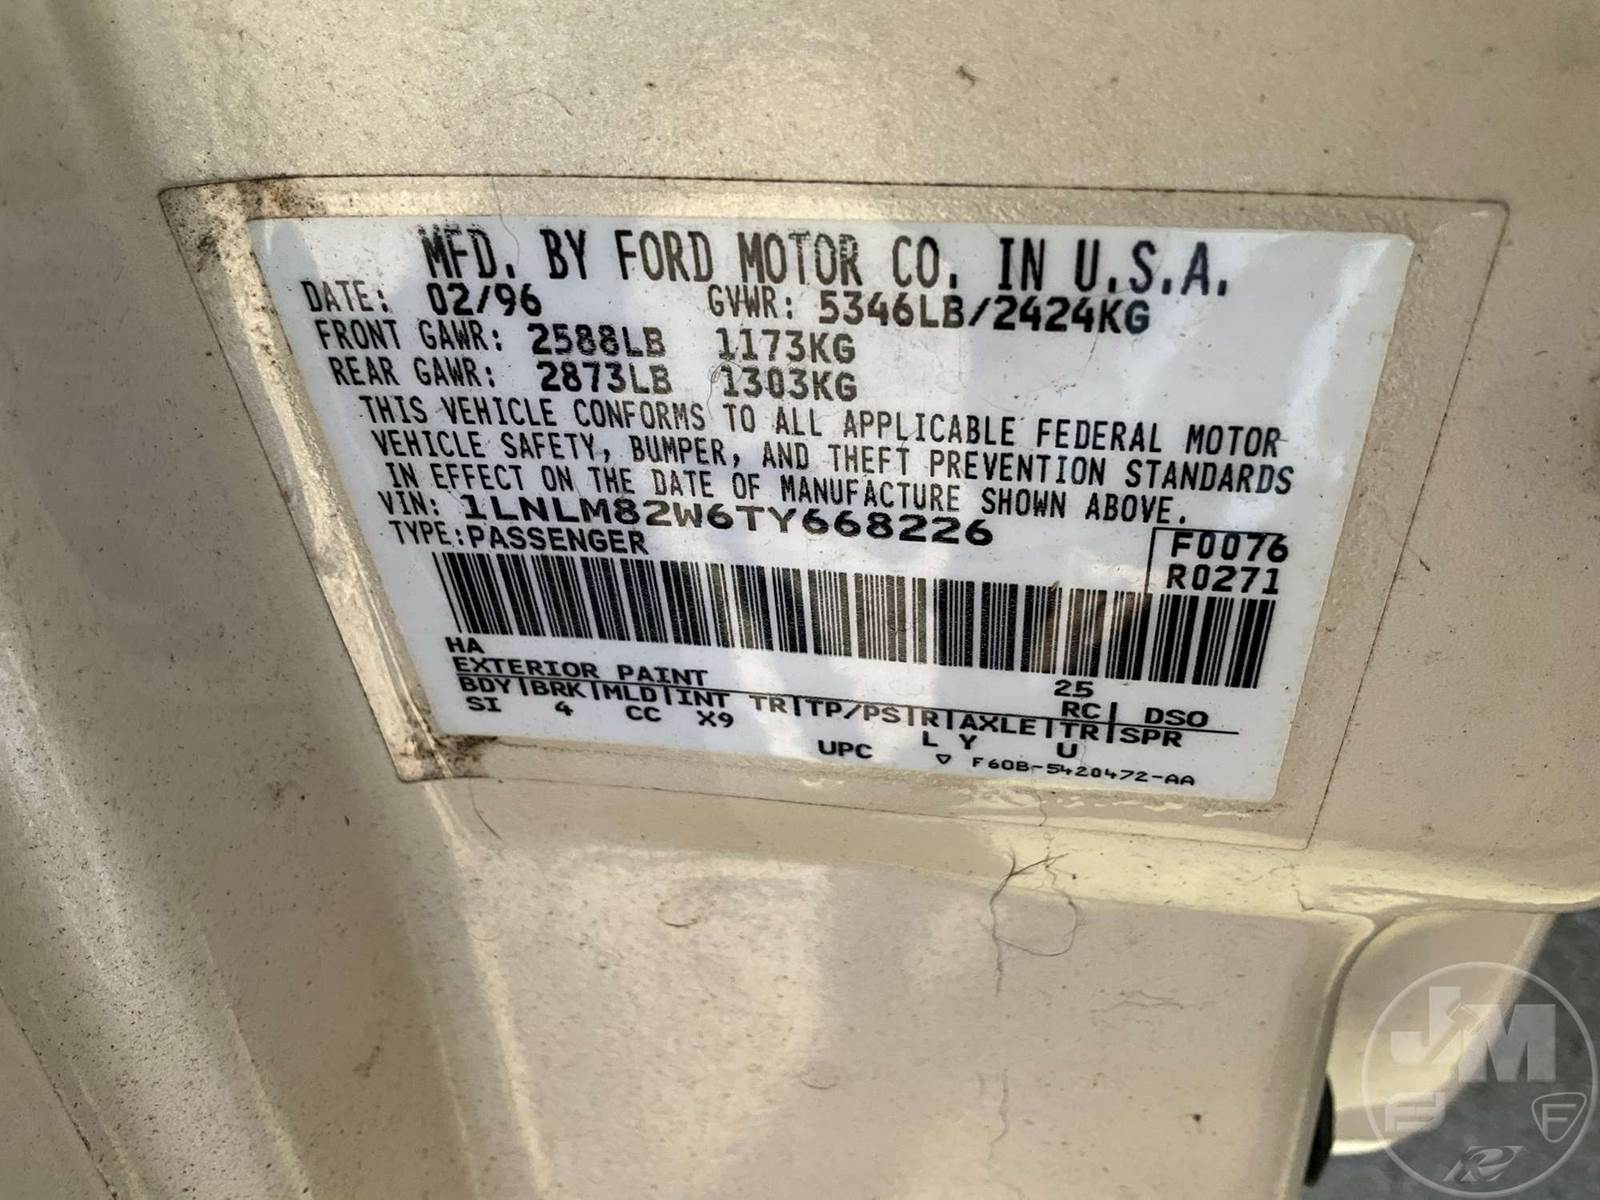 MFD. BY FORD MOTOR CO. IN U.S.A.
DATE: 02/96 GVWR: 5346LB/2424KG
FRONT GAWR: 2588LB 1173KG
REAR GAWR: 2873LB 1303KG
THIS VEHICLE CONFORMS TO ALL APPLICABLE FEDERAL MOTOR
VEHICLE SAFETY, BUMPER, AND THEFT PREVENTION STANDARDS
IN EFFECT ON THE DATE OF MANUFACTURE SHOWN ABOVE.
VIN: 1LNLM82W6TY668226
TYPE: PASSENGER
F0076
R0271
HA 25
EXTERIOR PAINT RC| DSO
BDY|BRK|MLD|INT TR|TP/PS|R|AXLE|TR|SPR
SI 4 CC X9 L Y U
UPC ▽ F60B-5420472-AA
JM
F
F